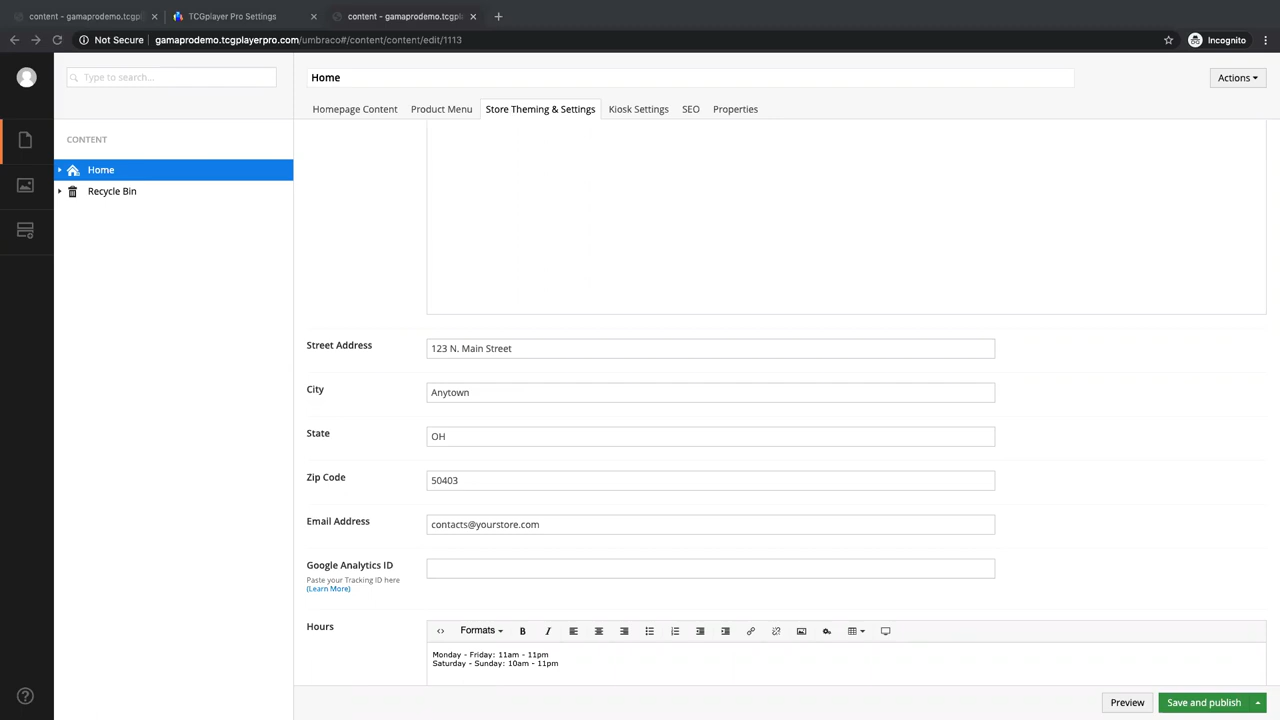 content - gamaprodemo.tcgpl
TCGplayer Pro Settings
content - gamaprodemo.tcgpla
Not Secure
gamaprodemo.tcgplayerpro.com/umbraco#/content/content/edit/1113
Incognito
Type to search...
Home
Actions
Homepage Content
Product Menu
Store Theming & Settings
Kiosk Settings
SEO
Properties
CONTENT
Home
Recycle Bin
Street Address
123 N. Main Street
City
Anytown
State
OH
Zip Code
50403
Email Address
contacts@yourstore.com
Google Analytics ID
Paste your Tracking ID here
(Learn More)
Hours
Formats
Monday - Friday: 11am - 11pm
Saturday - Sunday: 10am - 11pm
Preview
Save and publish